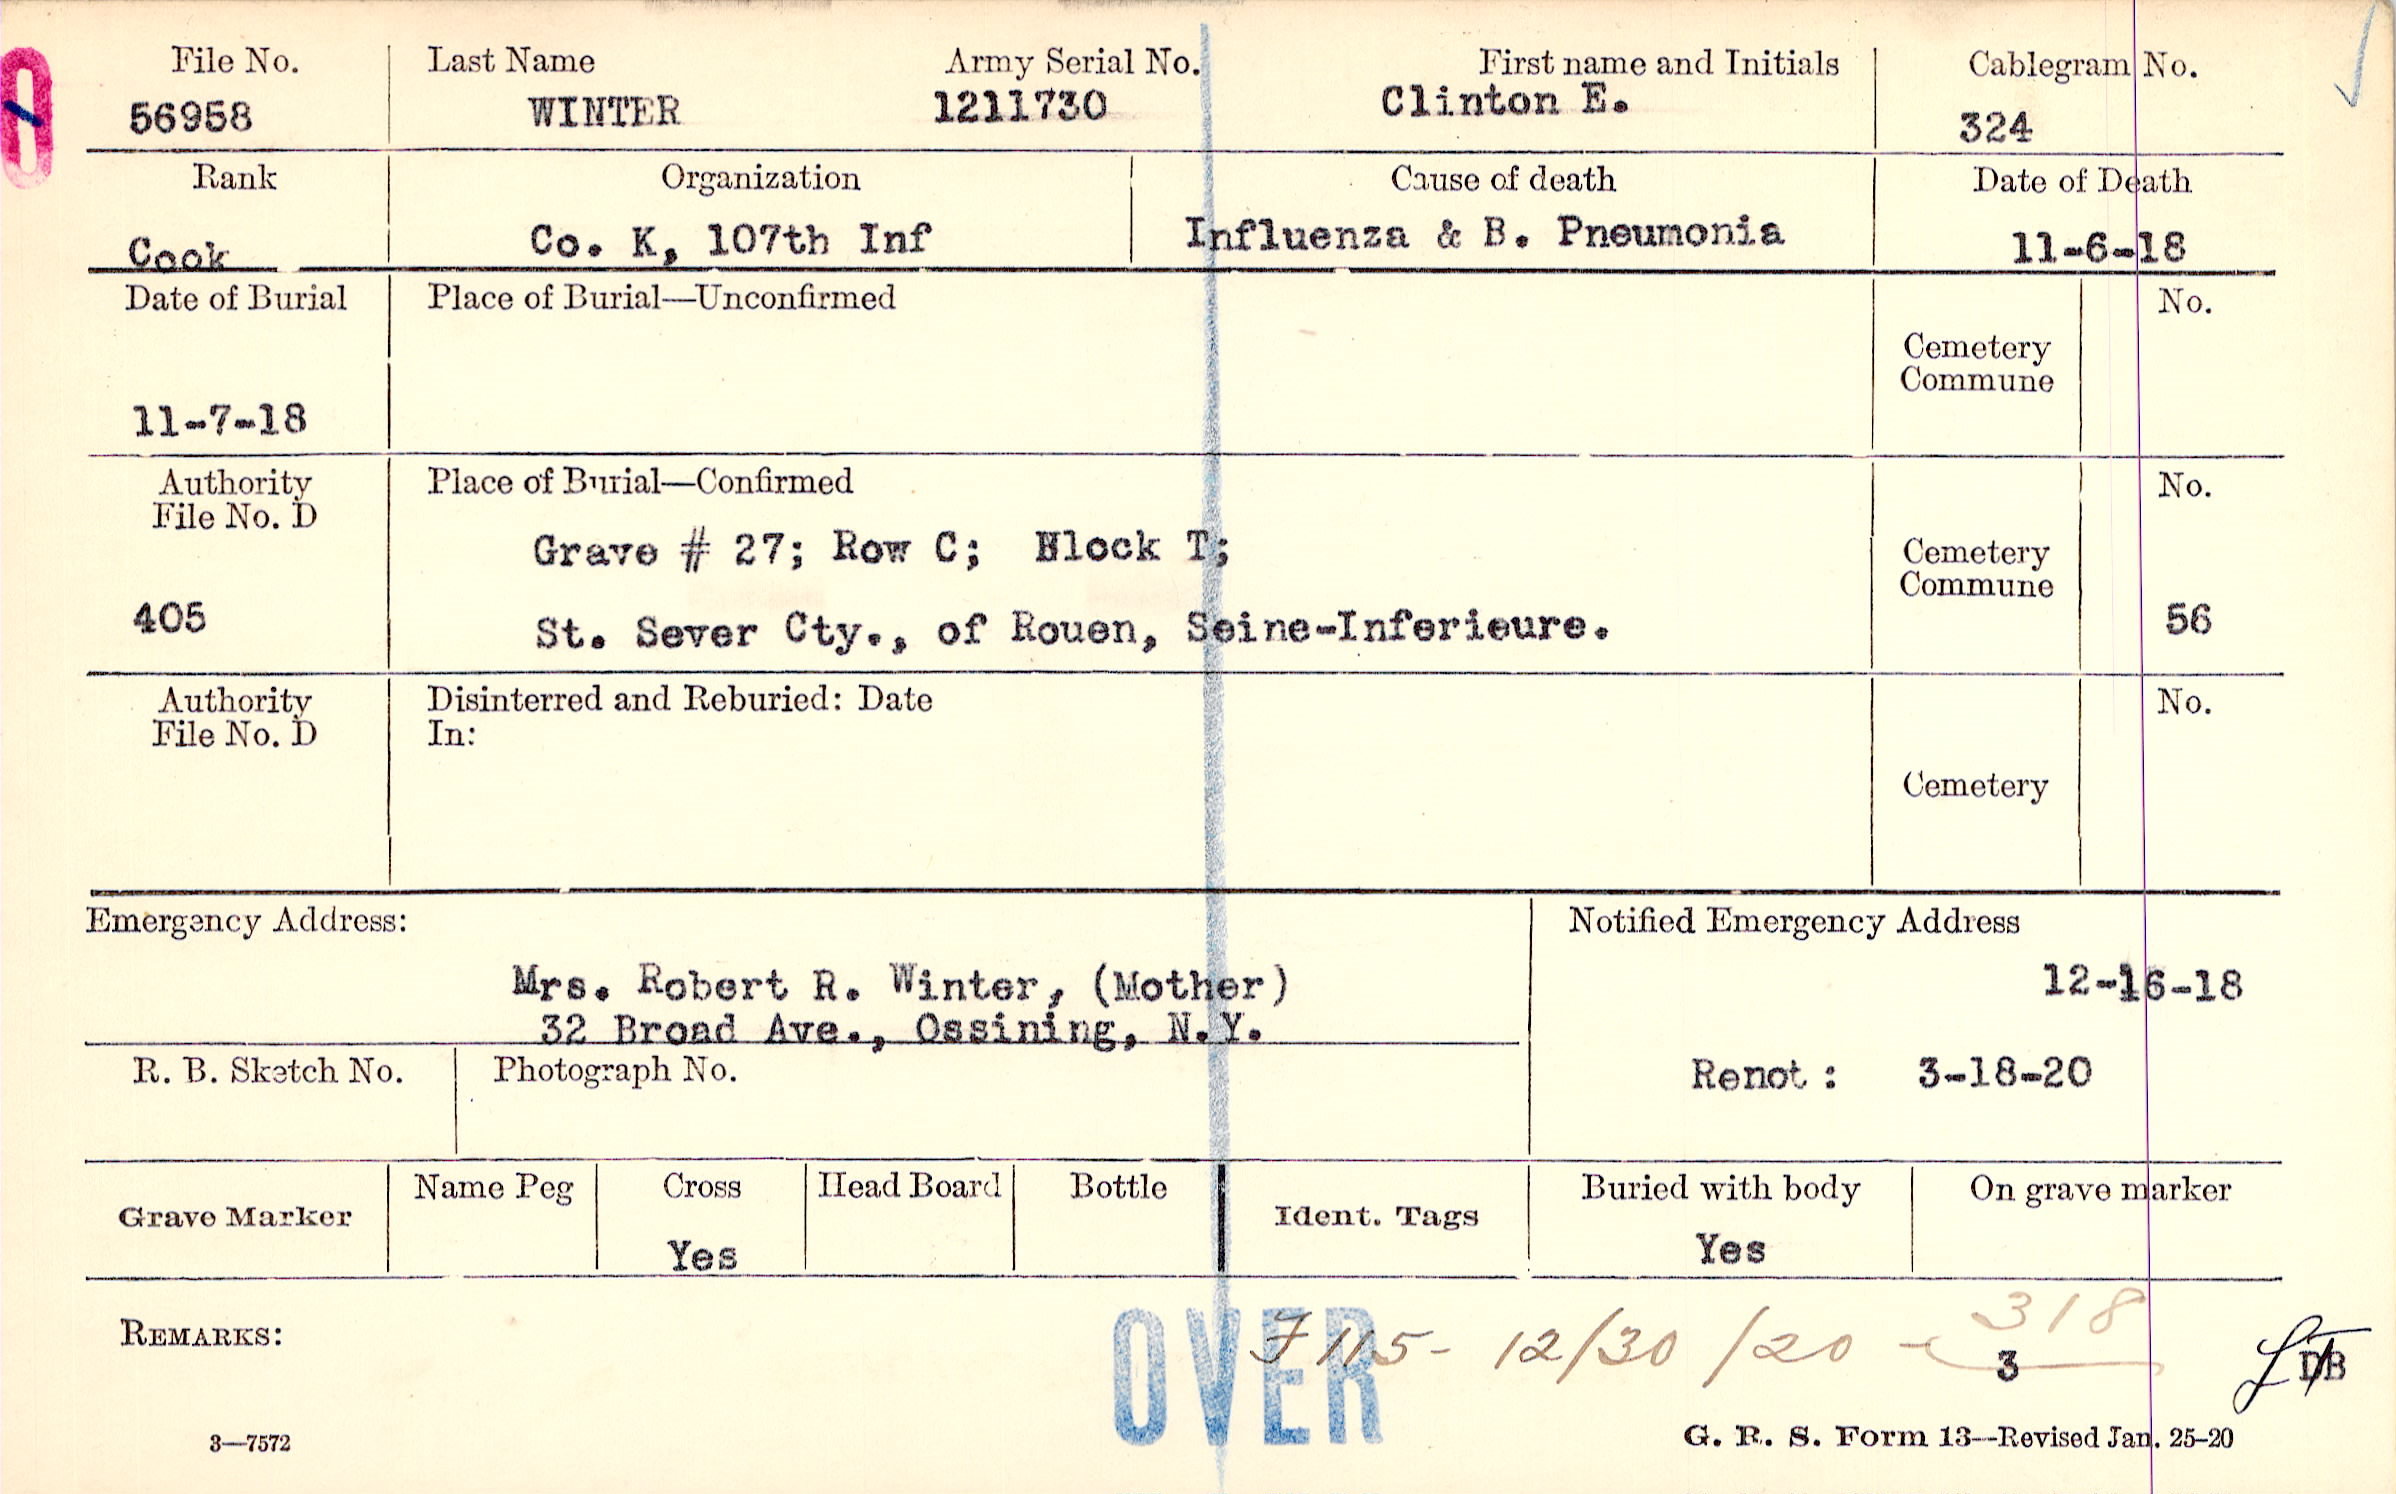 File No. Last Name Army Serial No. First name and Initials Cablegram No.
56958 WINTER 1211730 Clinton E. 324
Rank Organization Cause of death Date of Death
Cook Co. K, 107th Inf Influenza & B. Pneumonia 11-6-18
Date of Burial Place of Burial—Unconfirmed No.
Cemetery
Commune
11-7-18
Authority Place of Burial—Confirmed No.
File No. D
Grave # 27; Row C; Block T;
Cemetery
Commune
405 St. Sever Cty., of Rouen, Seine-Inferieure. 56
Authority Disinterred and Reburied: Date No.
File No. D In:
Cemetery
Emergency Address: Notified Emergency Address
Mrs. Robert R. Winter, (Mother) 12-16-18
32 Broad Ave., Ossining, N.Y.
R. B. Sketch No. Photograph No. Renot: 3-18-20
Grave Marker Name Peg Cross Head Board Bottle Ident. Tags Buried with body On grave marker
Yes Yes
REMARKS: OVER F115- 12/30/20 - 318
3 DB
3—7572 G. R. S. Form 13—Revised Jan. 25-20